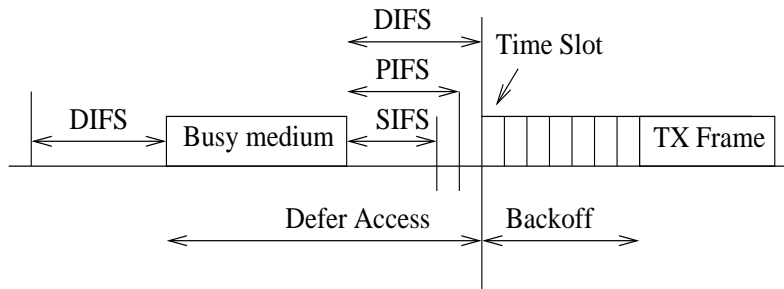 DIFS
Time Slot
PIFS
DIFS
Busy medium
SIFS
TX Frame
Defer Access
Backoff